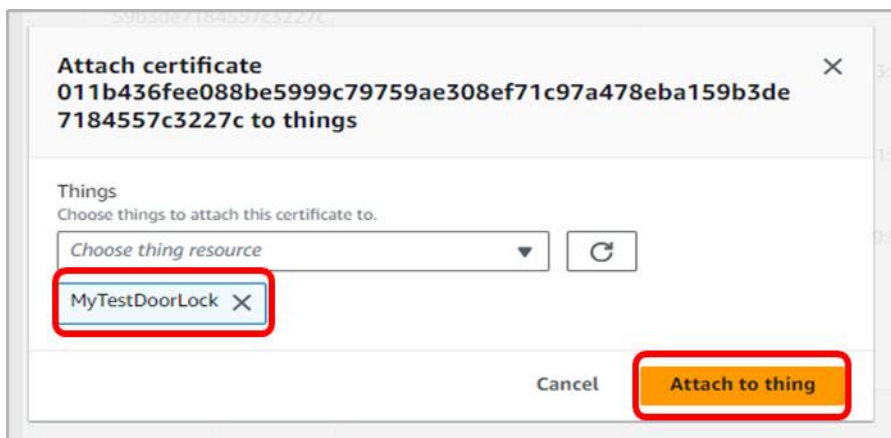 59b3de7184557c3227c
Attach certificate
011b436fee088be5999c79759ae308ef71c97a478eba159b3de
7184557c3227c to things
Things
Choose things to attach this certificate to.
Choose thing resource
MyTestDoorLock
Cancel
Attach to thing